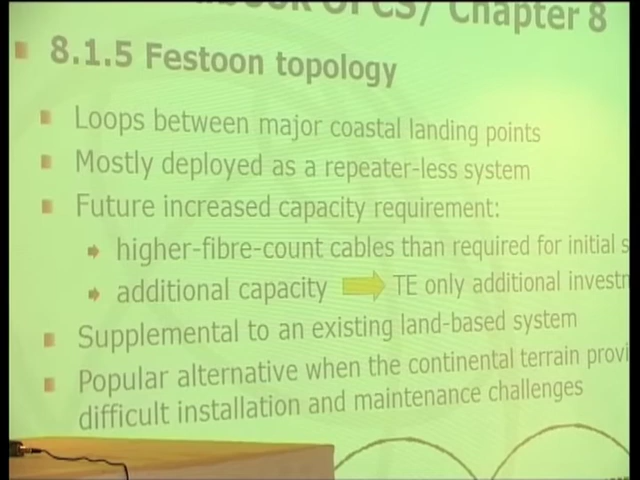 OF CS/ Chapter 8
8.1.5 Festoon topology
Loops between major coastal landing points
Mostly deployed as a repeater-less system
Future increased capacity requirement:
higher-fibre-count cables than required for initial s
additional capacity TE only additional investm
Supplemental to an existing land-based system
Popular alternative when the continental terrain provi
difficult installation and maintenance challenges